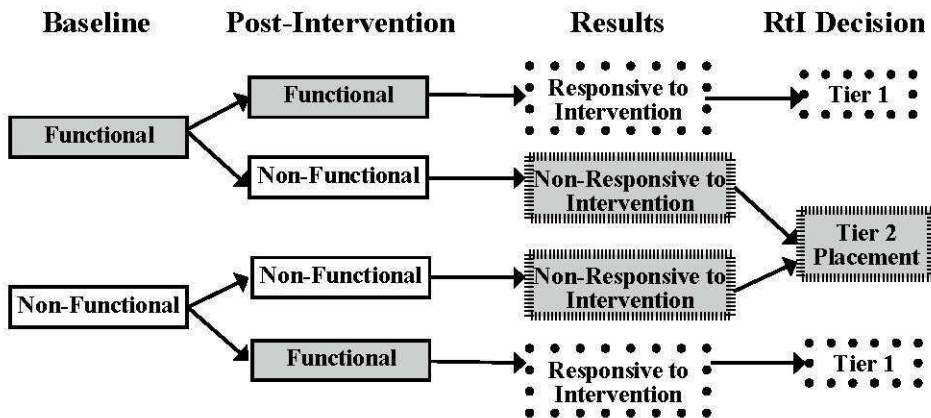 Baseline Post-Intervention Results RtI Decision
Functional
Responsive to
Intervention
Tier 1
Functional
Non-Functional
Non-Responsive to
Intervention
Tier 2
Placement
Non-Functional
Non-Responsive to
Intervention
Non-Functional
Functional
Responsive to
Intervention
Tier 1